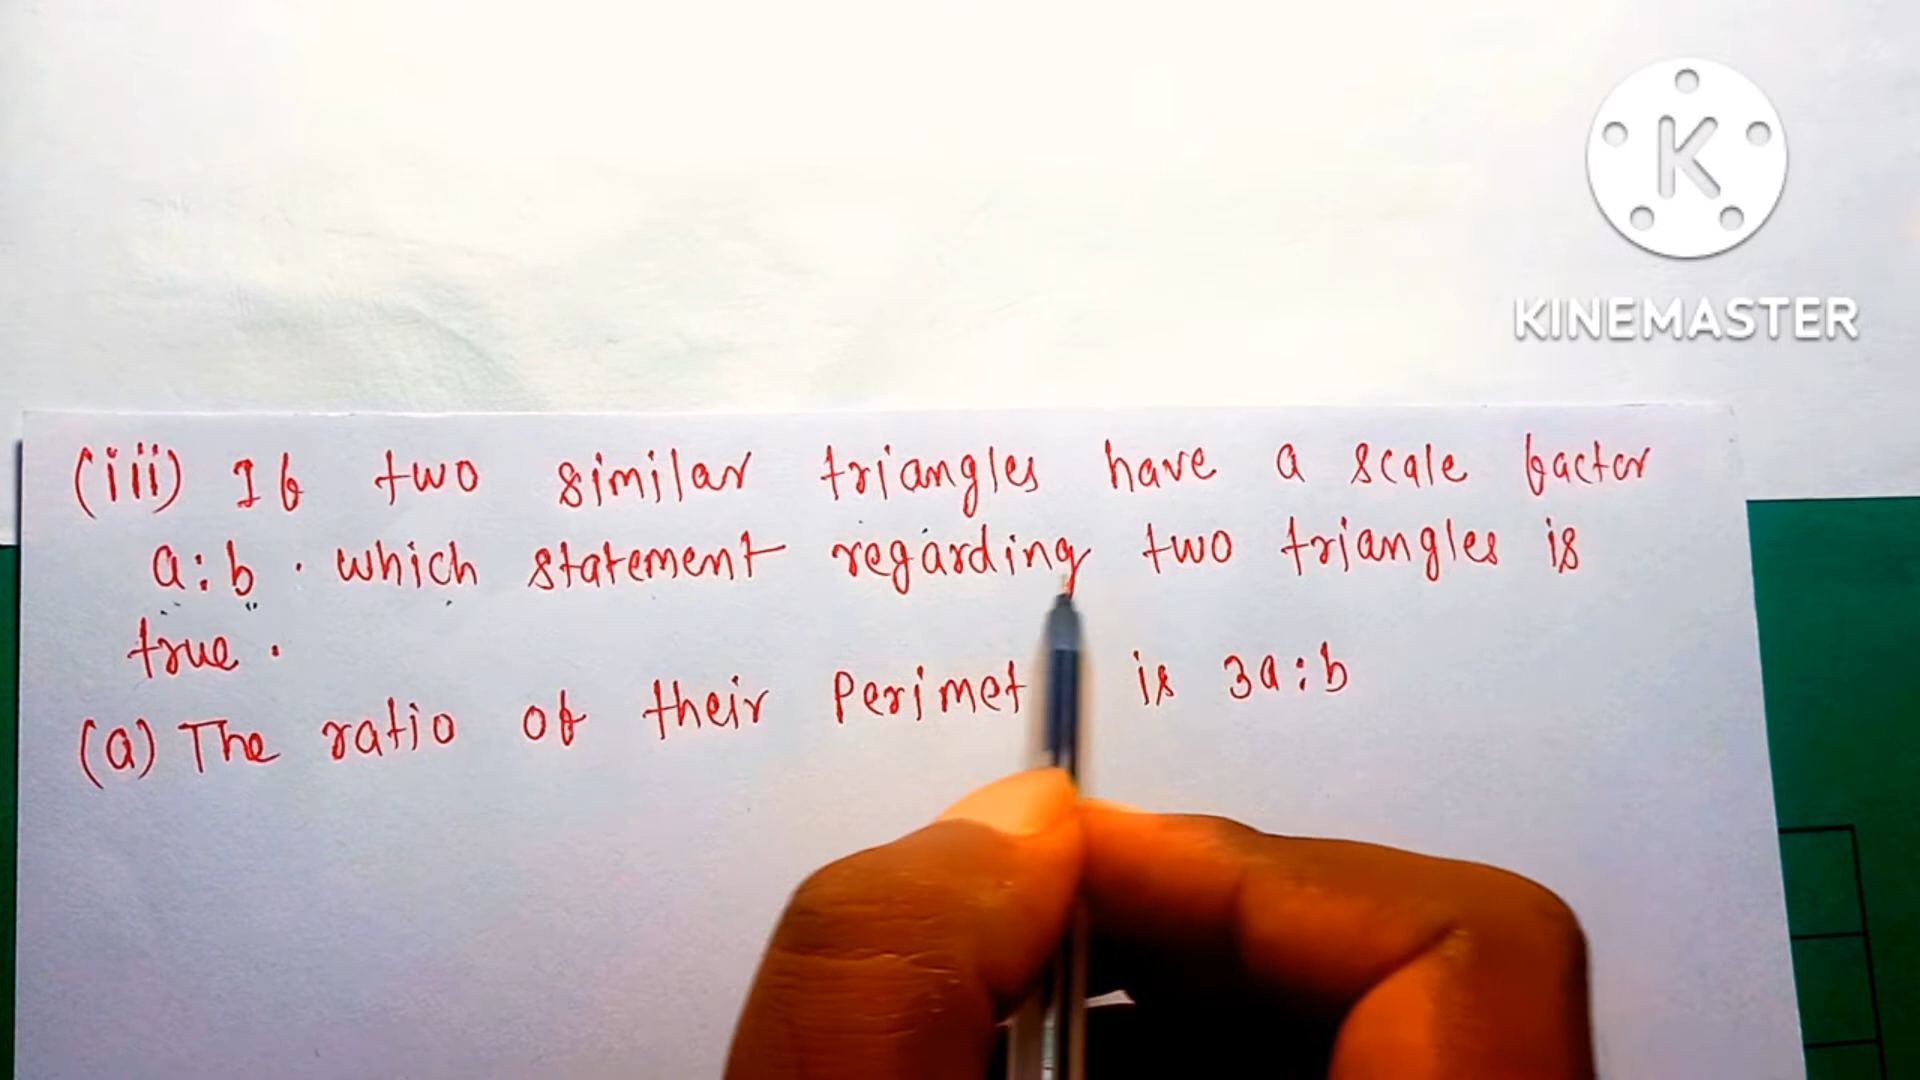 KINEMASTER
(iii) If two similar triangles have a scale factor
a:b. which statement regarding two triangles is
true.
(a) The ratio of their Perimet is 3a:b